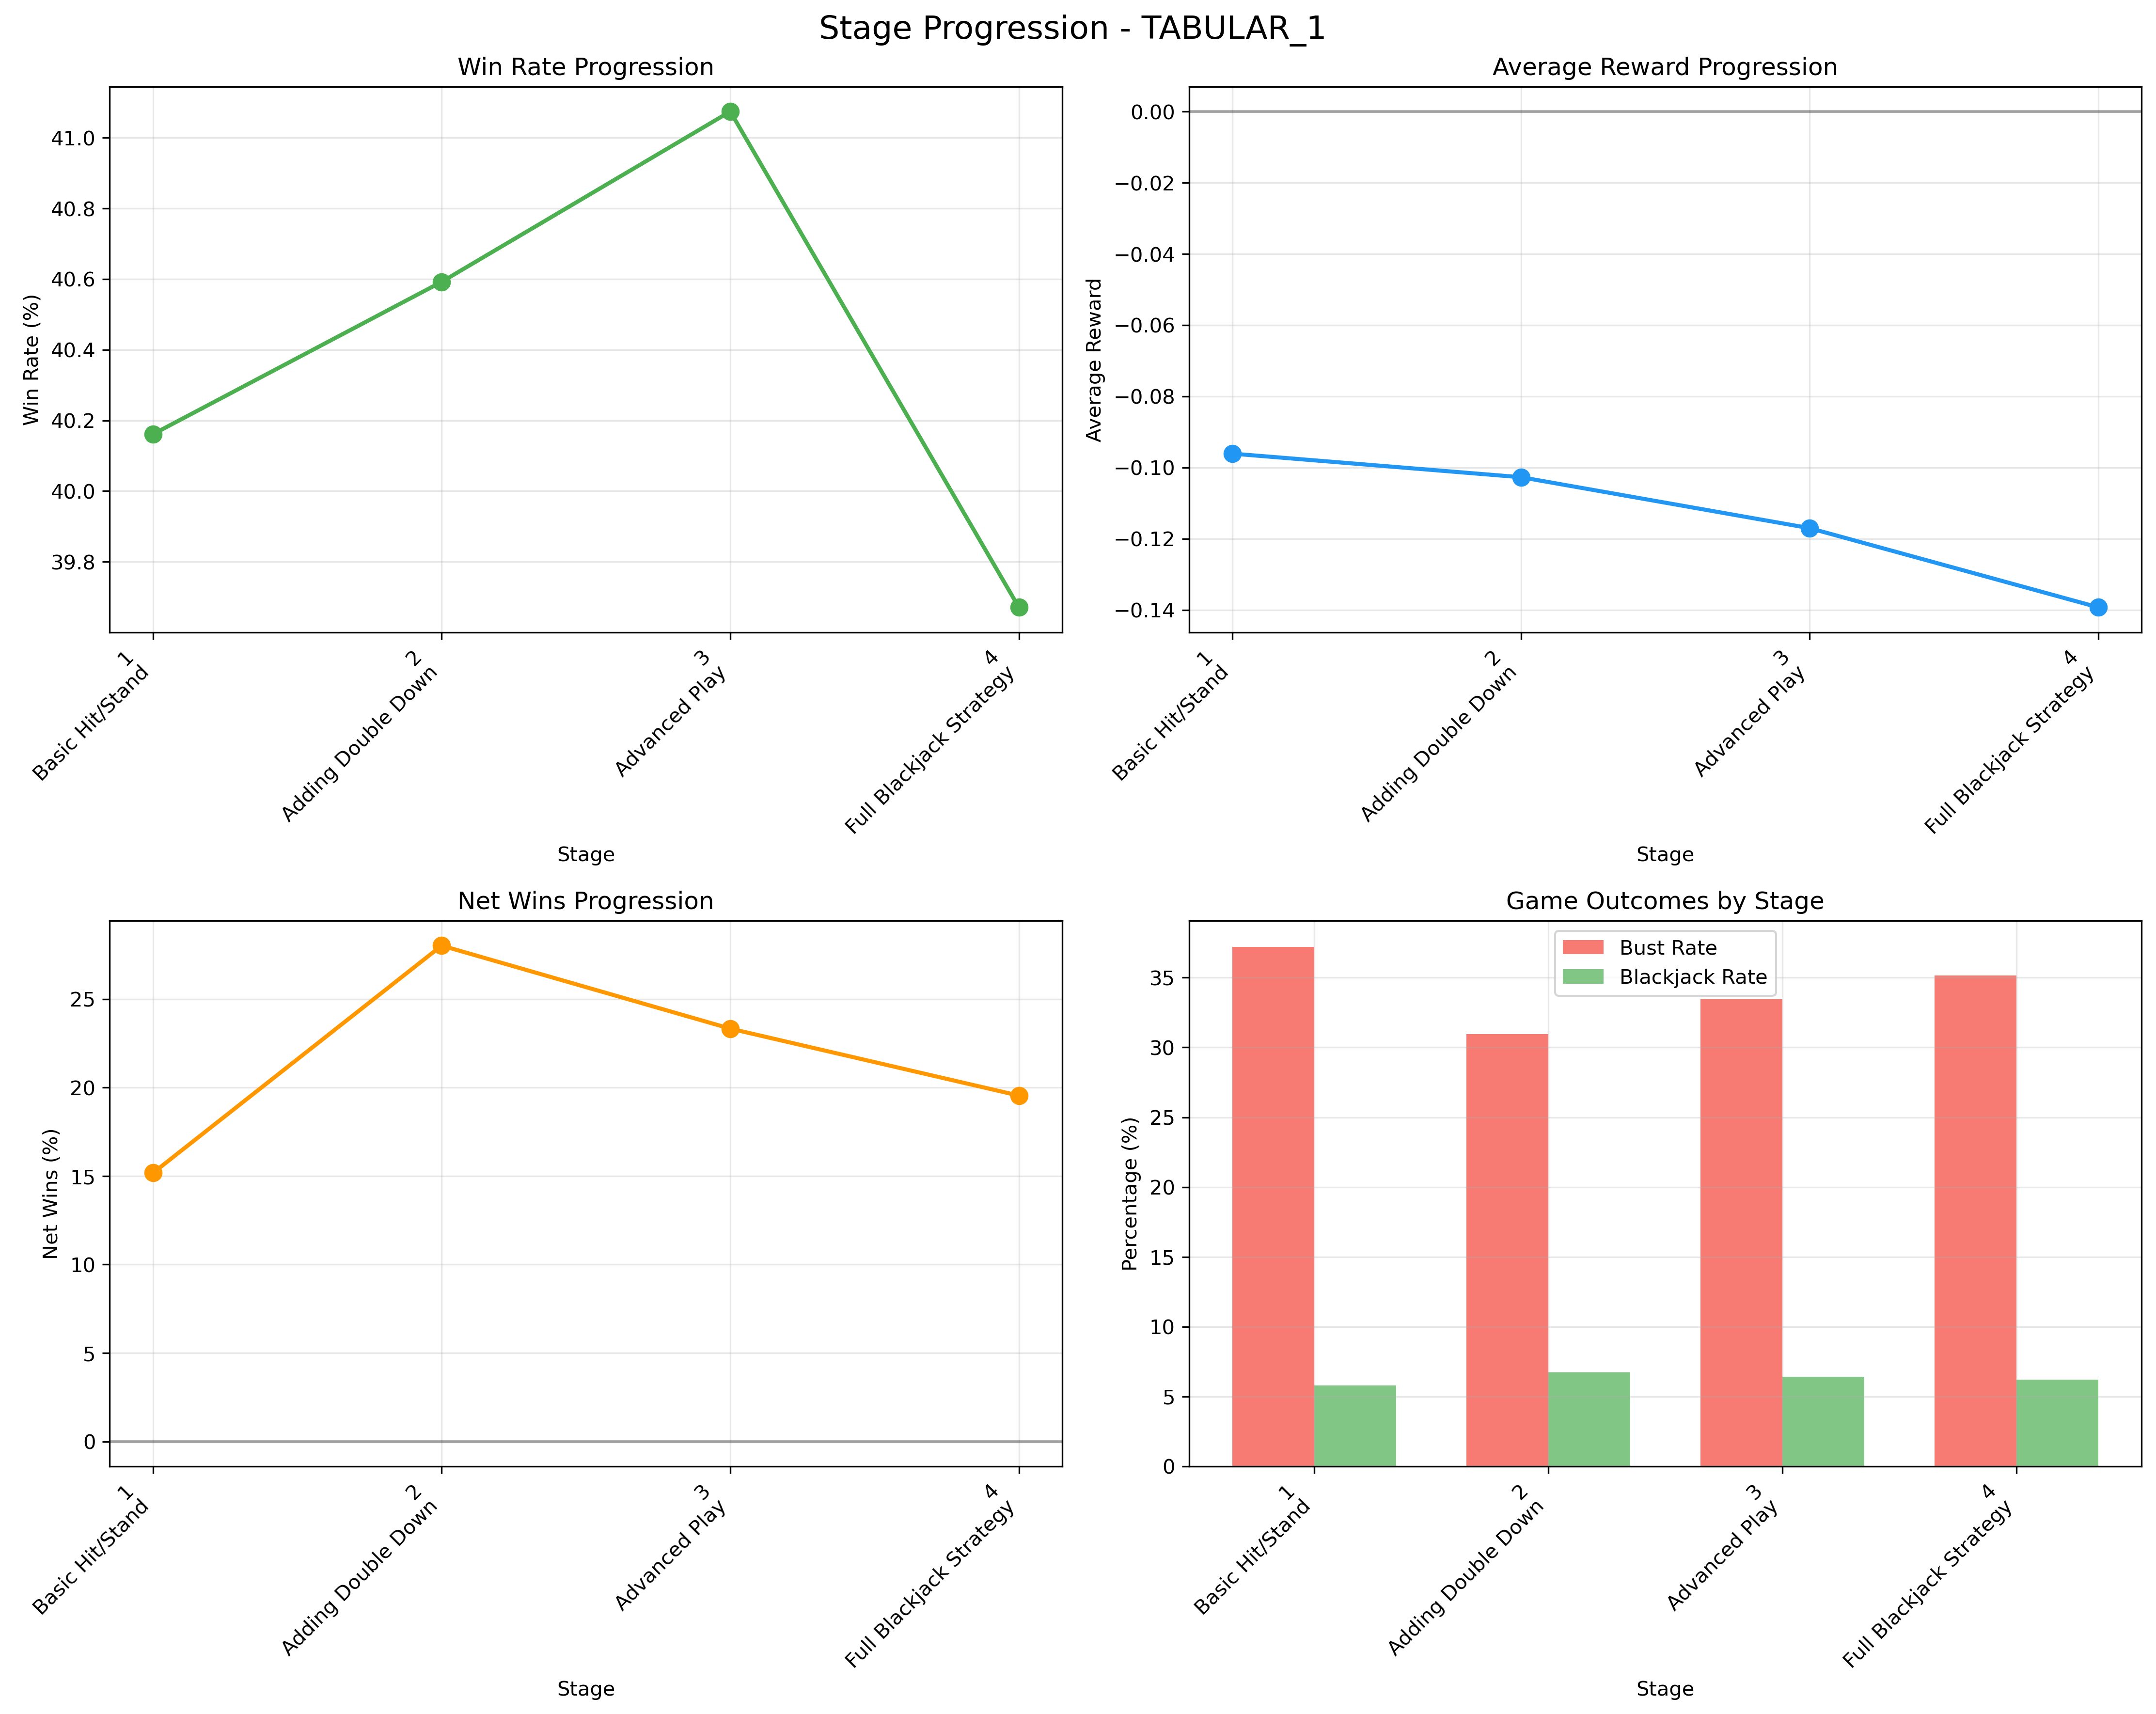 Stage Progression - TABULAR_1
Win Rate Progression
Win Rate (%)
41.0
40.8
40.6
40.4
40.2
40.0
39.8
1
Basic Hit/Stand
2
Adding Double Down
3
Advanced Play
4
Full Blackjack Strategy
Stage
Average Reward Progression
Average Reward
0.00
−0.02
−0.04
−0.06
−0.08
−0.10
−0.12
−0.14
1
Basic Hit/Stand
2
Adding Double Down
3
Advanced Play
4
Full Blackjack Strategy
Stage
Net Wins Progression
Net Wins (%)
25
20
15
10
5
0
1
Basic Hit/Stand
2
Adding Double Down
3
Advanced Play
4
Full Blackjack Strategy
Stage
Game Outcomes by Stage
Bust Rate
Blackjack Rate
Percentage (%)
35
30
25
20
15
10
5
0
1
Basic Hit/Stand
2
Adding Double Down
3
Advanced Play
4
Full Blackjack Strategy
Stage